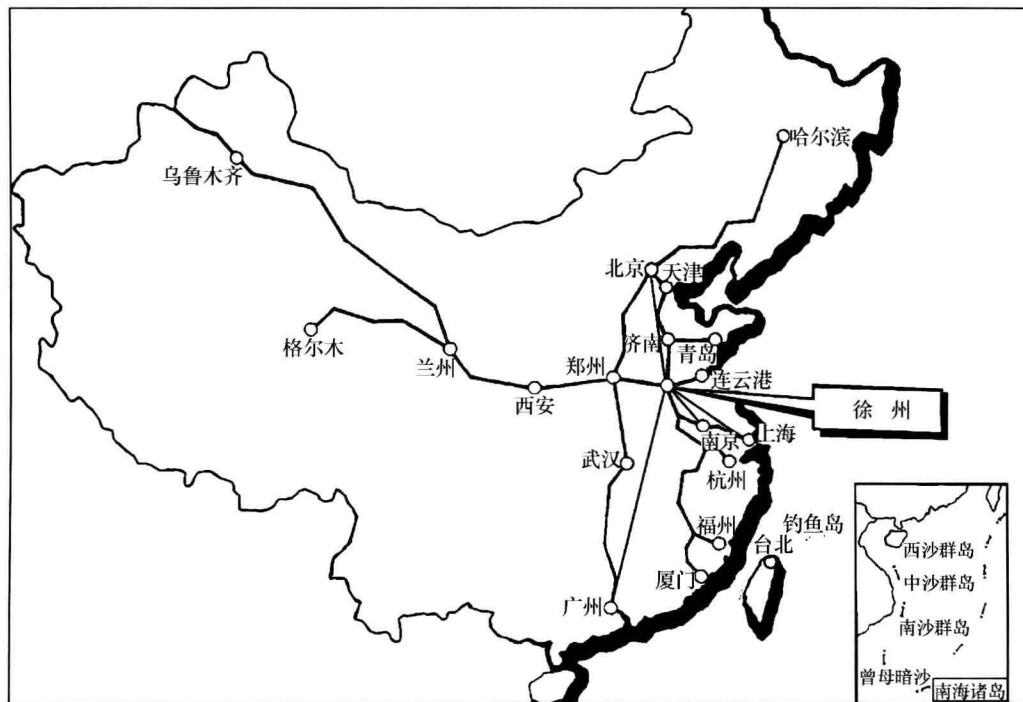 哈尔滨
乌鲁木齐
北京
天津
济南
青岛
格尔木
兰州
郑州
连云港
西安
徐 州
南京
上海
武汉
杭州
福州
钓鱼岛
台北
厦门
广州
西沙群岛
中沙群岛
南沙群岛
曾母暗沙
南海诸岛